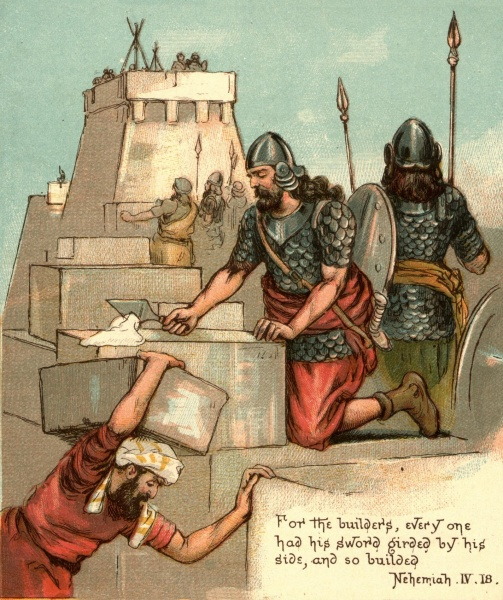 For the builders, every one
had his sword girded by his
side, and so builded
Nehemiah. IV. 18.